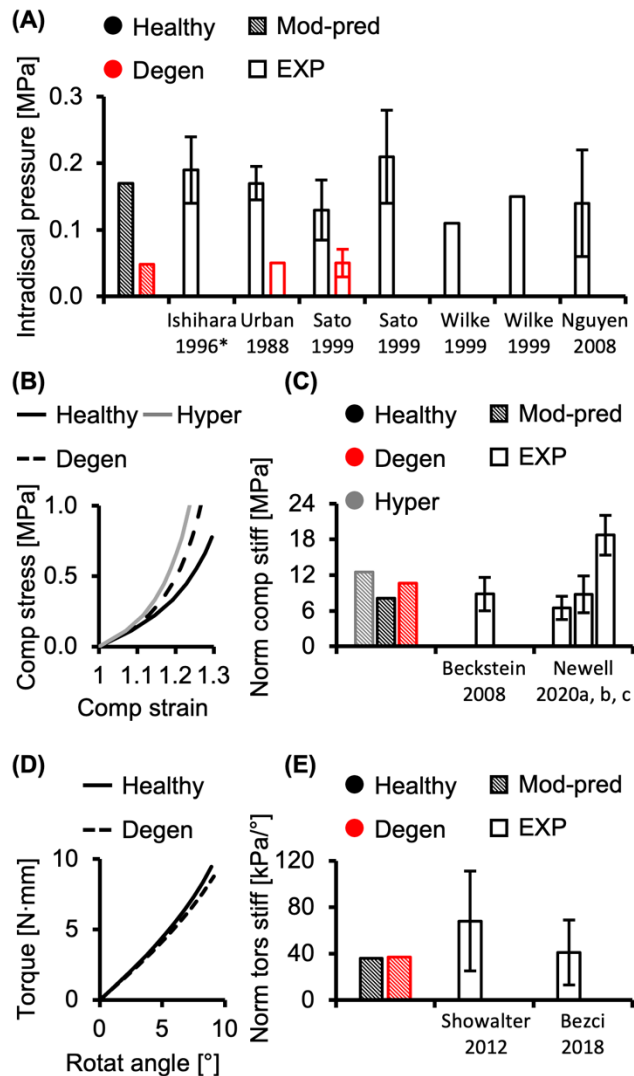 (A)
Healthy
Mod-pred
Degen
EXP
Intradiscal pressure [MPa]
0.3
0.2
0.1
0.0
Ishihara 1996*
Urban 1988
Sato 1999
Sato 1999
Wilke 1999
Wilke 1999
Nguyen 2008
(B)
Healthy
Hyper
Degen
Comp stress [MPa]
1.0
0.5
0.0
1
1.1
1.2
1.3
Comp strain
(C)
Healthy
Mod-pred
Degen
EXP
Hyper
Norm comp stiff [MPa]
24
18
12
6
0
Beckstein 2008
Newell 2020a, b, c
(D)
Healthy
Degen
Torque [N·mm]
10
5
0
0
5
10
Rotat angle [°]
(E)
Healthy
Mod-pred
Degen
EXP
Norm tors stiff [kPa/°]
120
80
40
0
Showalter 2012
Bezci 2018